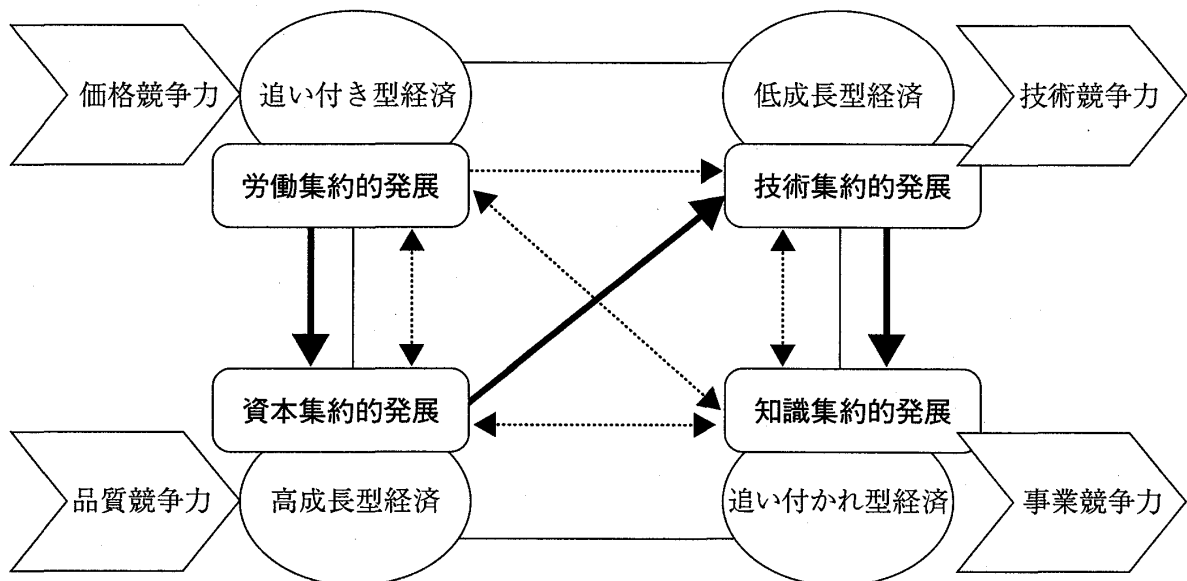 価格競争力
追い付き型経済
低成長型経済
技術競争力
労働集約的発展
技術集約的発展
資本集約的発展
知識集約的発展
品質競争力
高成長型経済
追い付かれ型経済
事業競争力